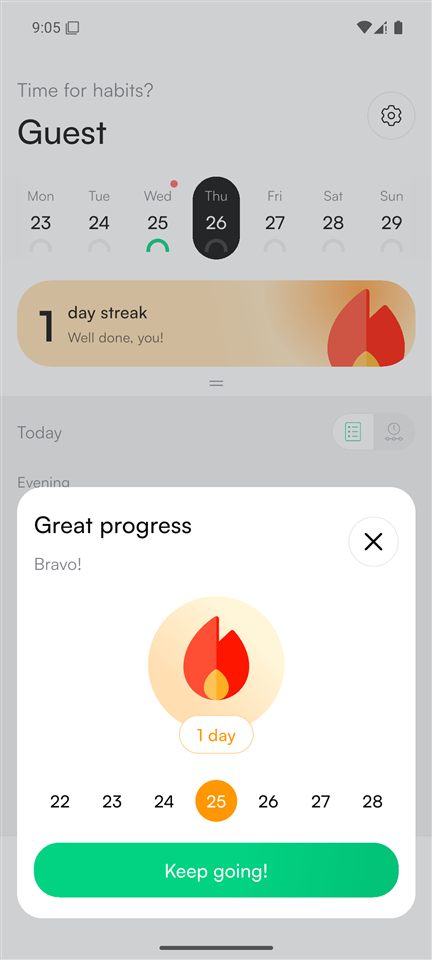 9:05
Time for habits?
Guest
Mon Tue Wed Thu Fri Sat Sun
23 24 25 26 27 28 29
1 day streak
Well done, you!
Today
Evening
Great progress
Bravo!
1 day
22 23 24 25 26 27 28
Keep going!